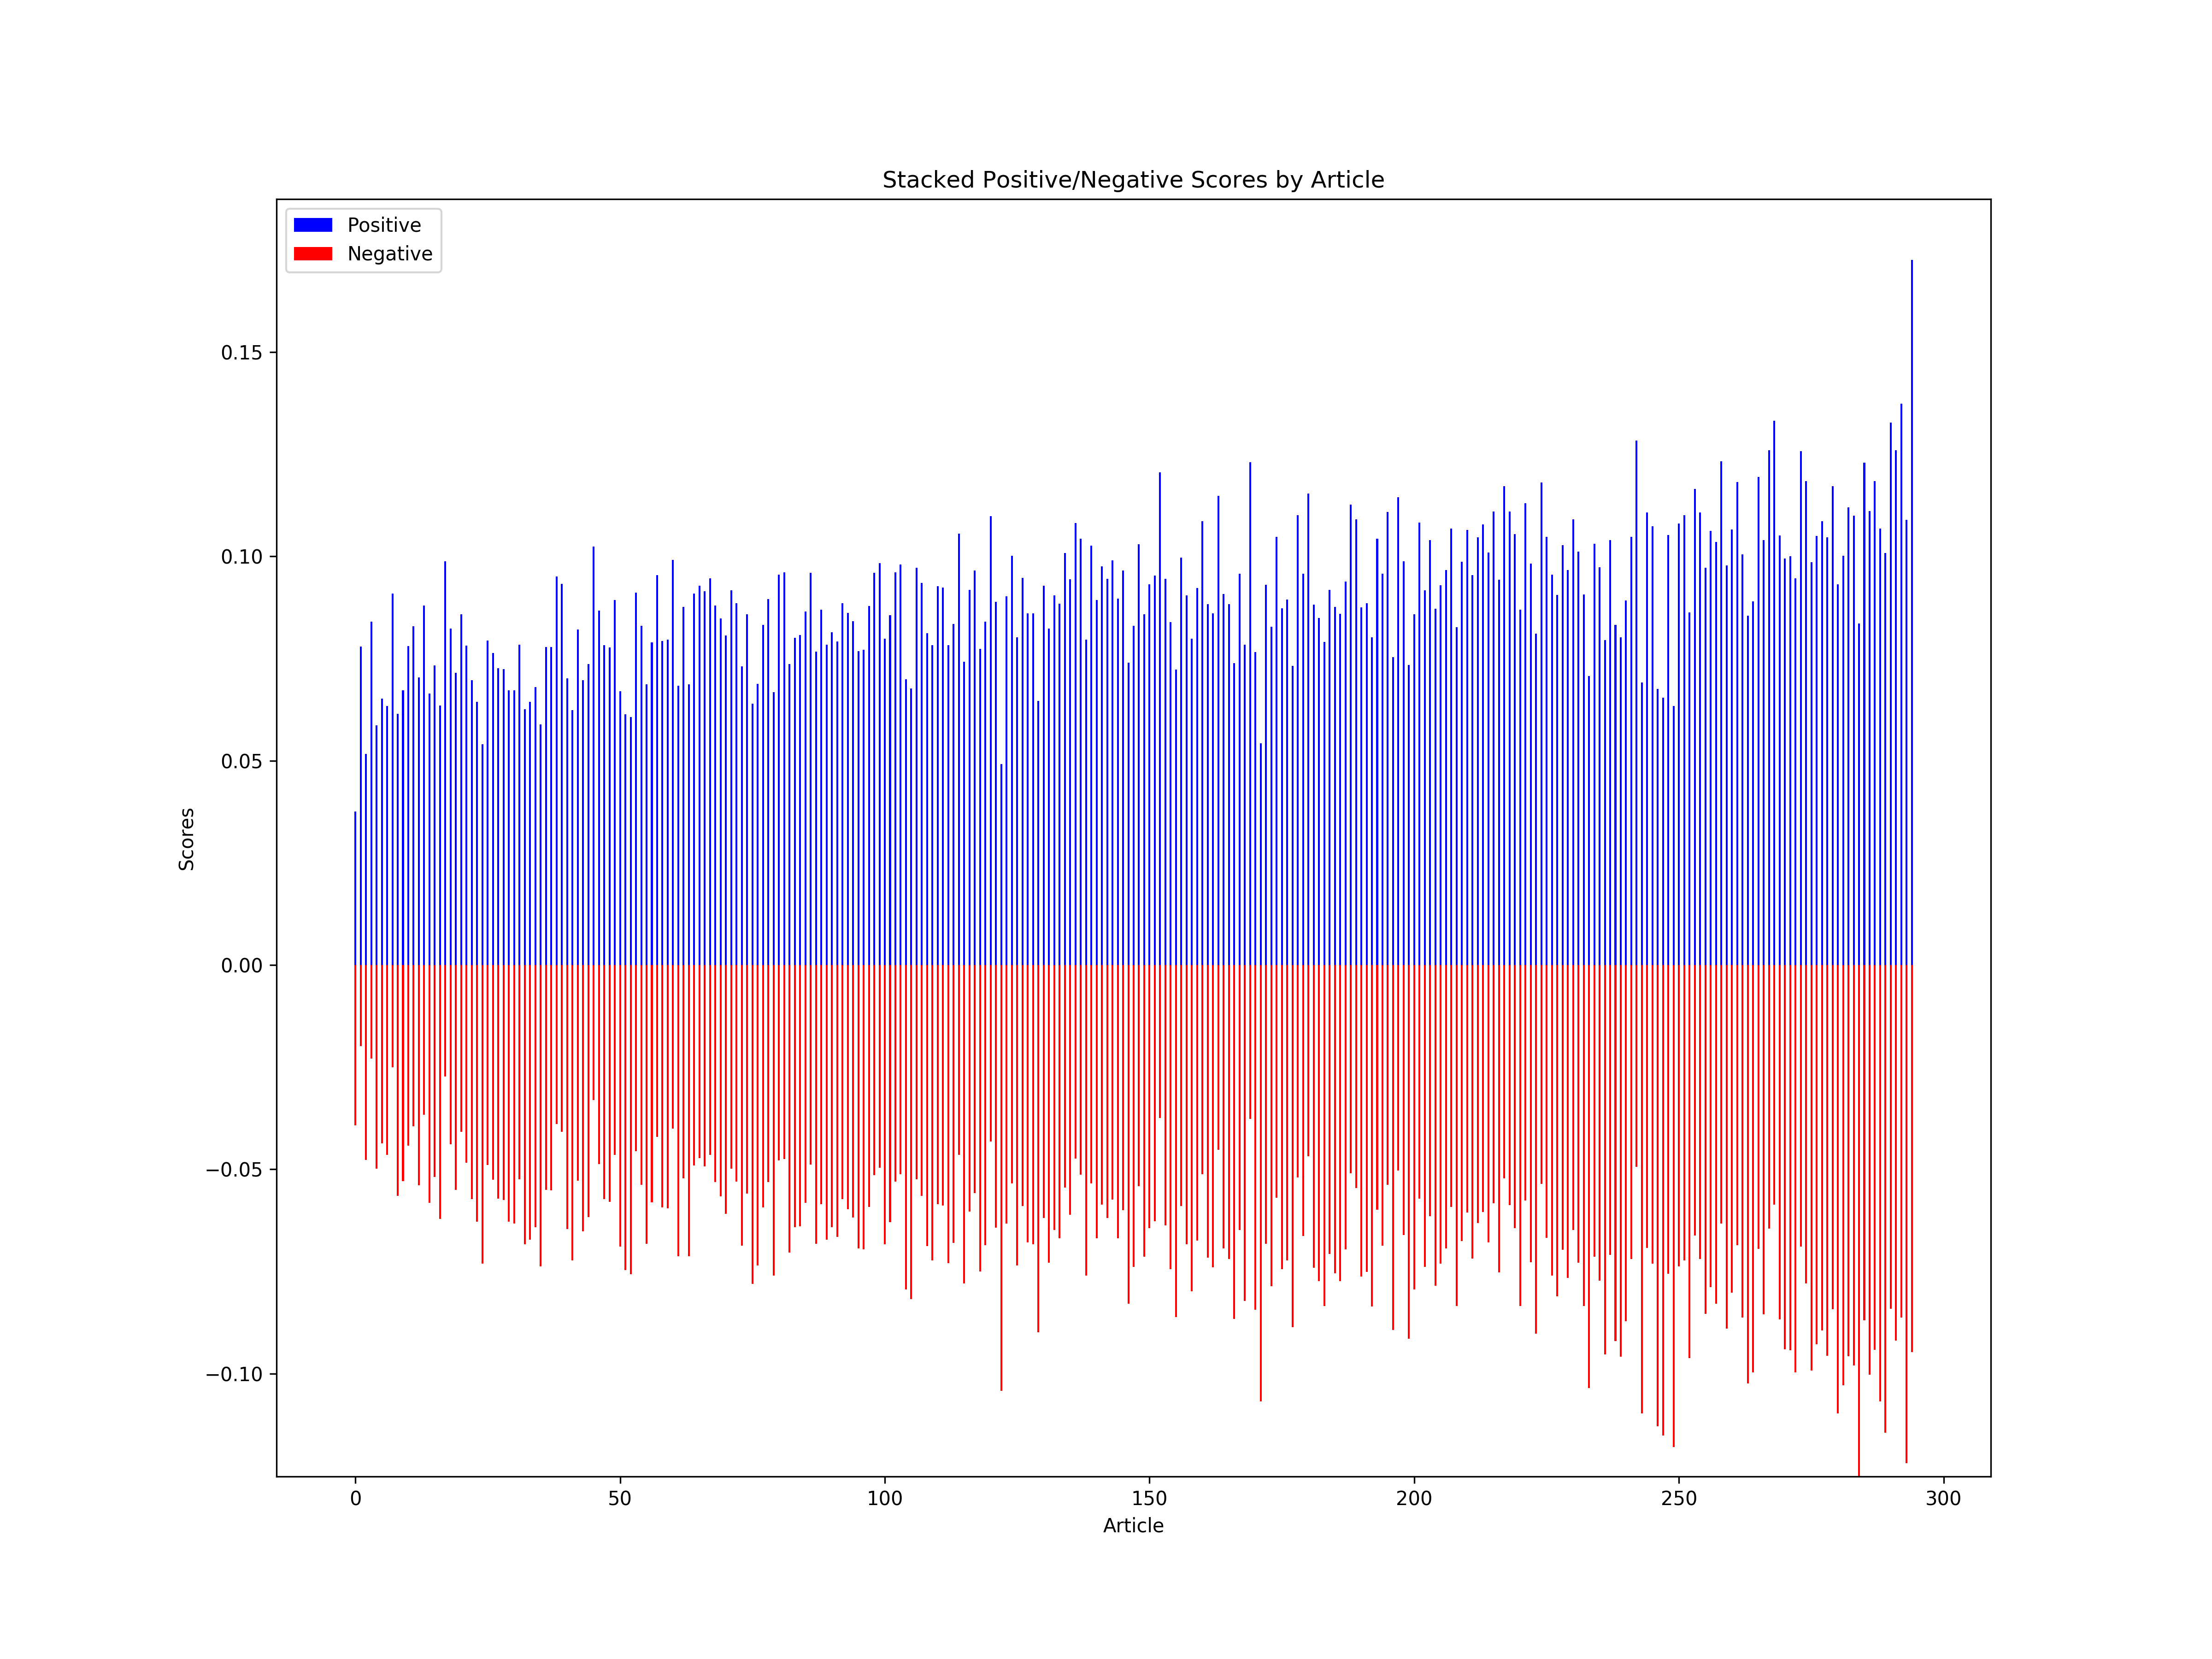 Stacked Positive/Negative Scores by Article
Positive
Negative
0.15
0.10
0.05
0.00
−0.05
−0.10
Scores
0 50 100 150 200 250 300
Article